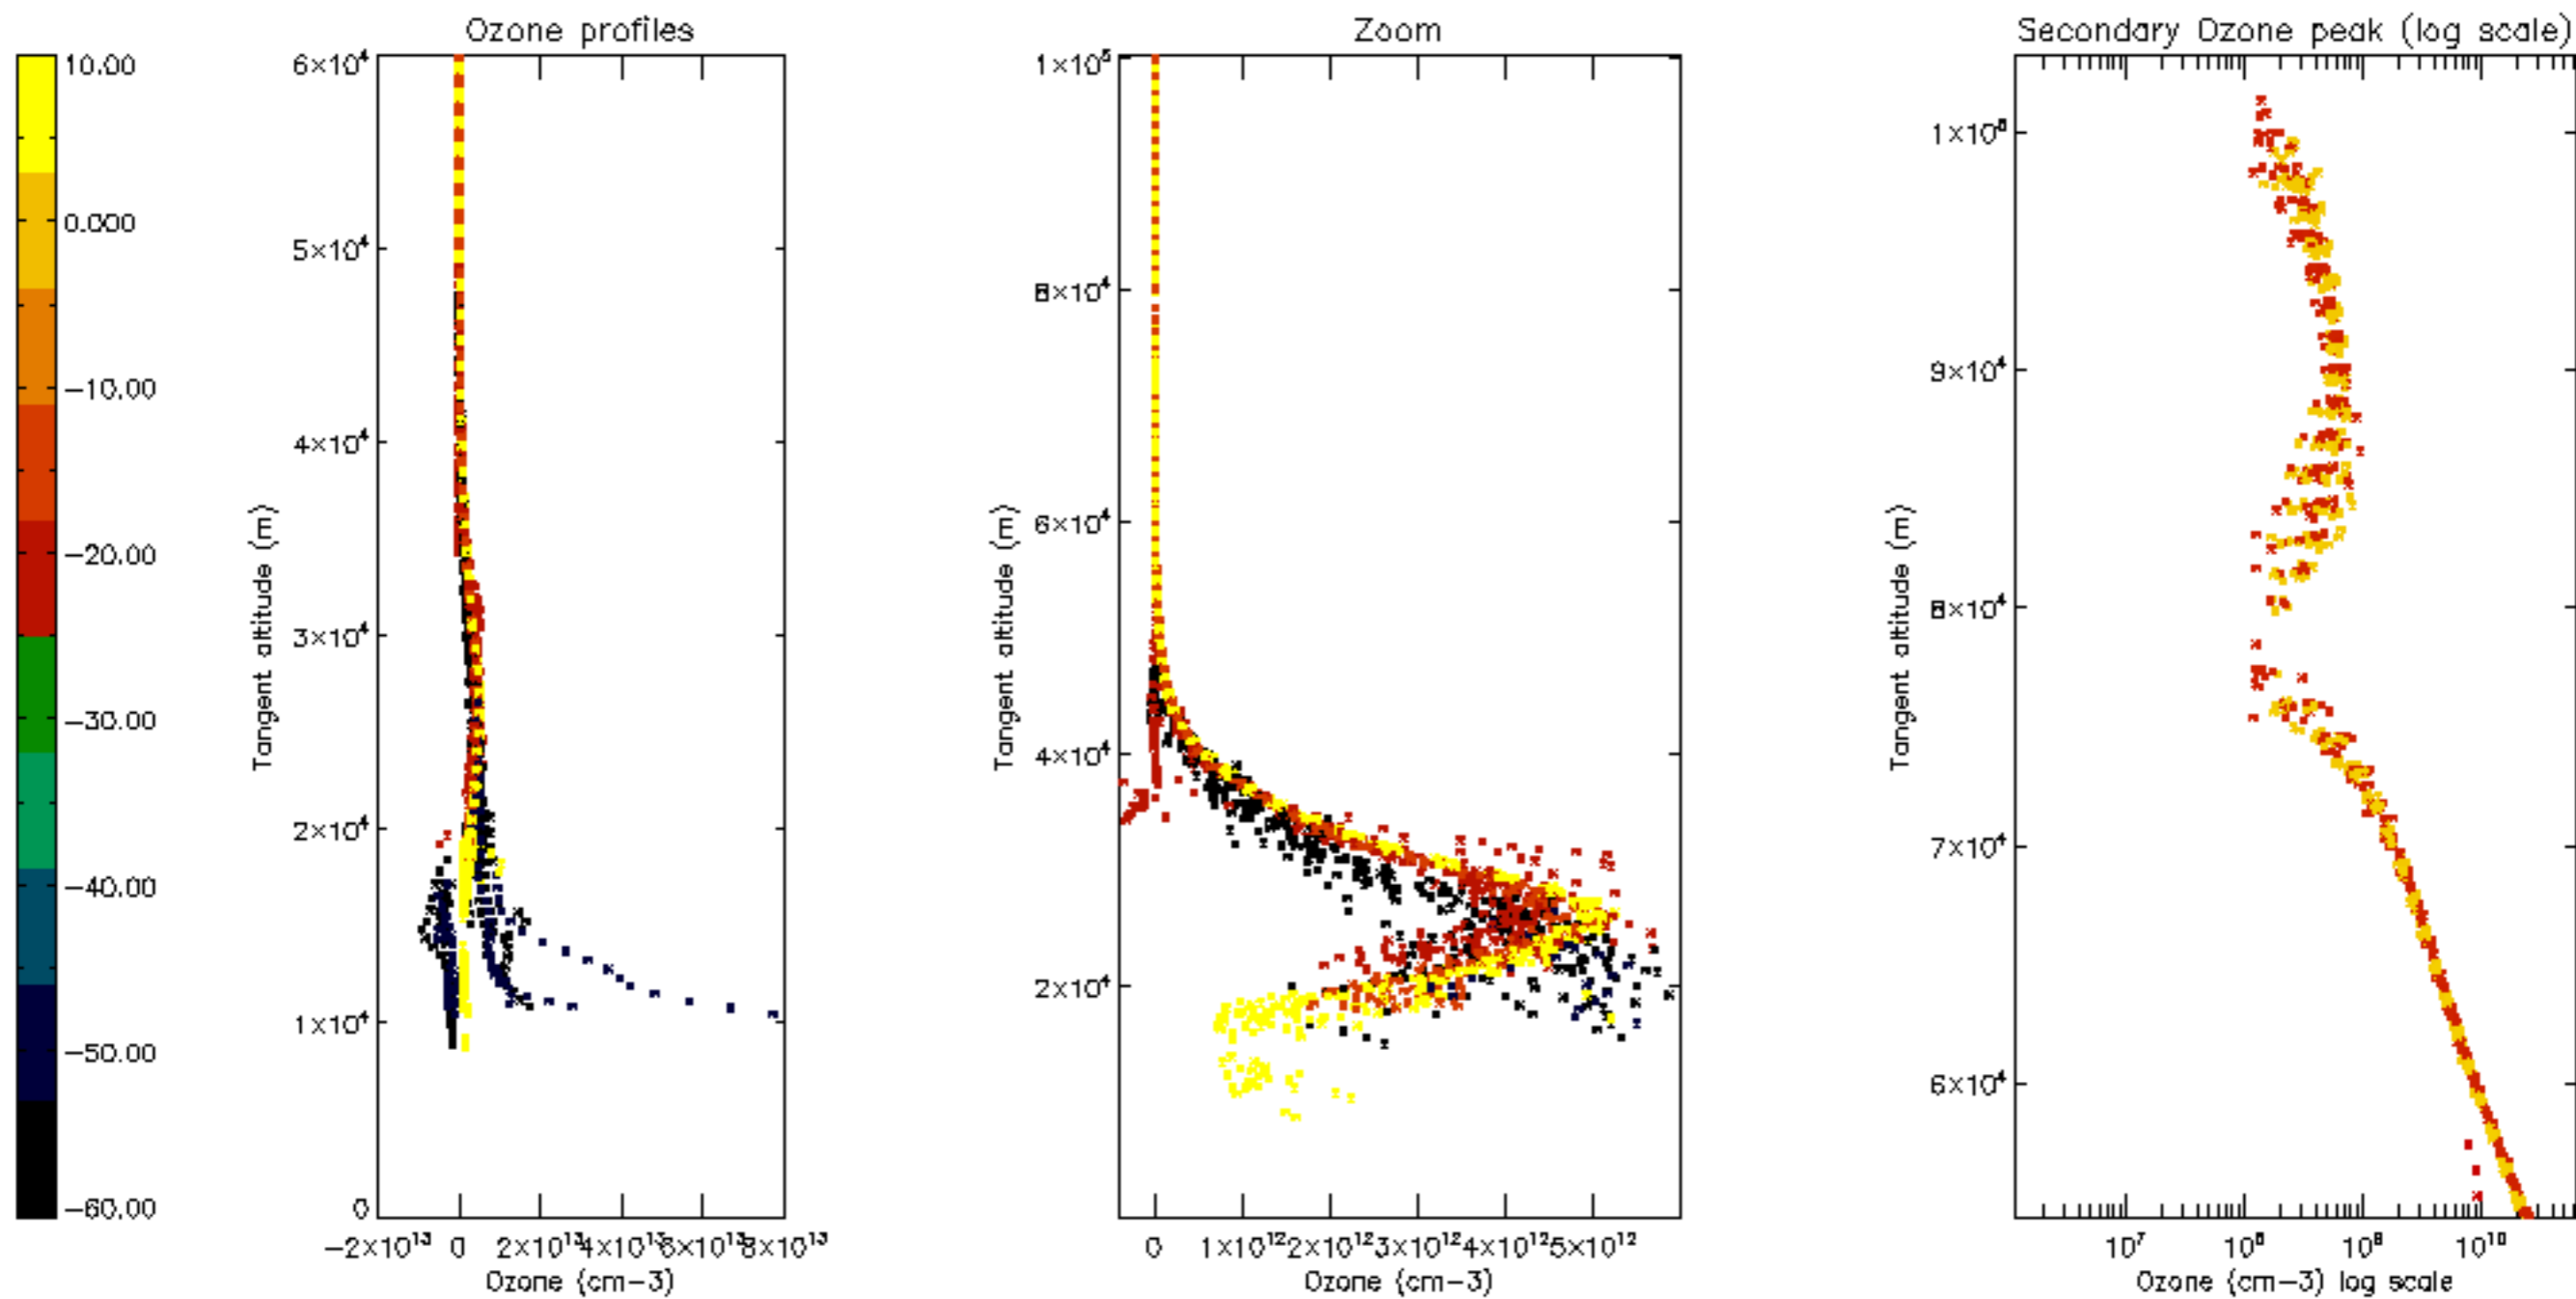 Ozone profiles
Zoom
Secondary Ozone peak (log scale)
10.00
0.000
−10.00
−20.00
−30.00
−40.00
−50.00
−60.00
6×10⁴
5×10⁴
4×10⁴
3×10⁴
2×10⁴
1×10⁴
0
Tangent altitude (m)
−2×10¹³ 0 2×10¹³ 4×10¹³ 6×10¹³ 8×10¹³
Ozone (cm−3)
1×10⁵
8×10⁴
6×10⁴
4×10⁴
2×10⁴
Tangent altitude (m)
0 1×10¹² 2×10¹² 3×10¹² 4×10¹² 5×10¹²
Ozone (cm−3)
1×10⁵
9×10⁴
8×10⁴
7×10⁴
6×10⁴
Tangent altitude (m)
10⁷ 10⁸ 10⁹ 10¹⁰
Ozone (cm−3) log scale